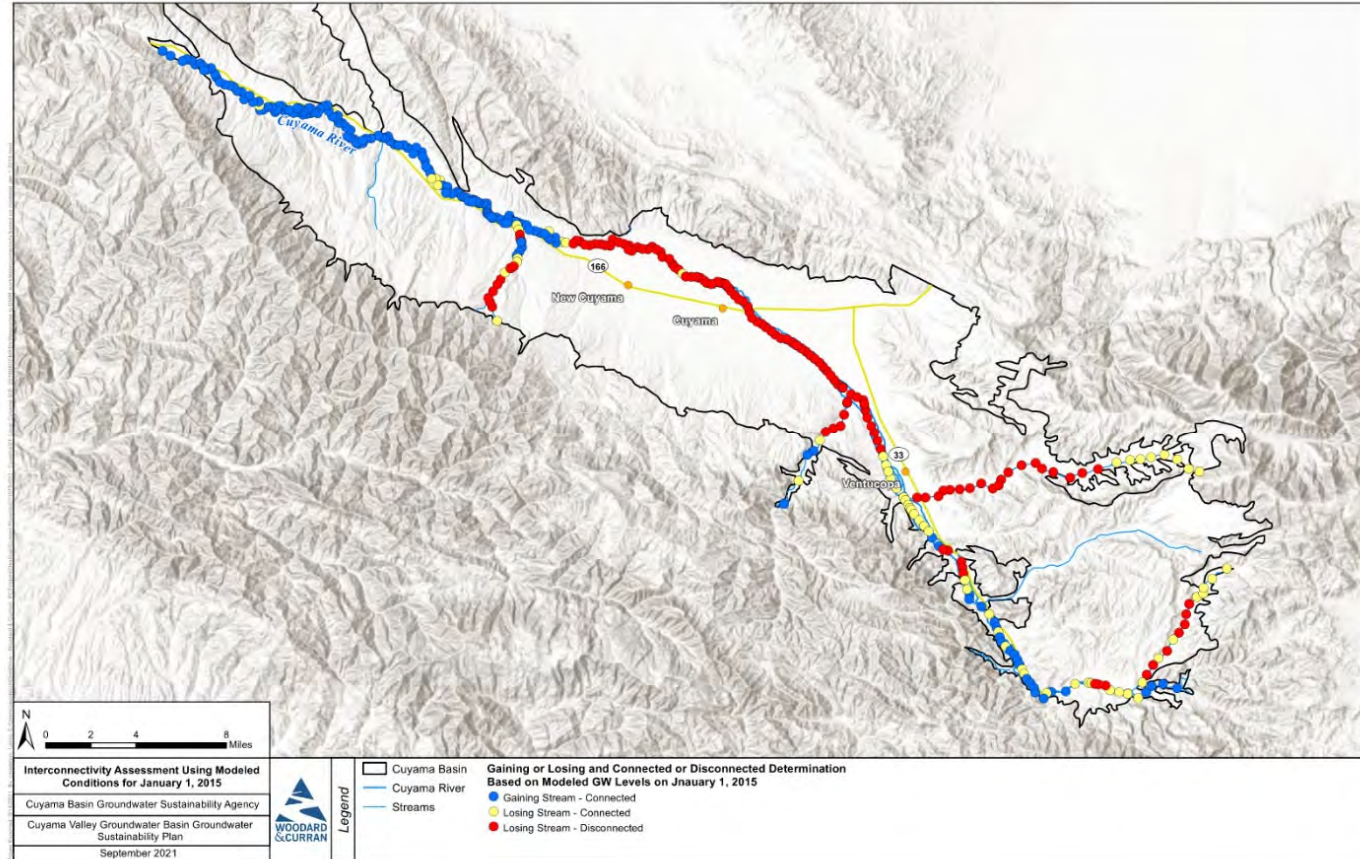 Cuyama River
166
New Cuyama
Cuyama
33
Ventucopa
N
0 2 4 8
Miles
Interconnectivity Assessment Using Modeled
Conditions for January 1, 2015
Cuyama Basin Groundwater Sustainability Agency
Cuyama Valley Groundwater Basin Groundwater
Sustainability Plan
September 2021
WOODARD
&CURRAN
Legend
Cuyama Basin
Cuyama River
Streams
Gaining or Losing and Connected or Disconnected Determination
Based on Modeled GW Levels on Jnauary 1, 2015
Gaining Stream - Connected
Losing Stream - Connected
Losing Stream - Disconnected